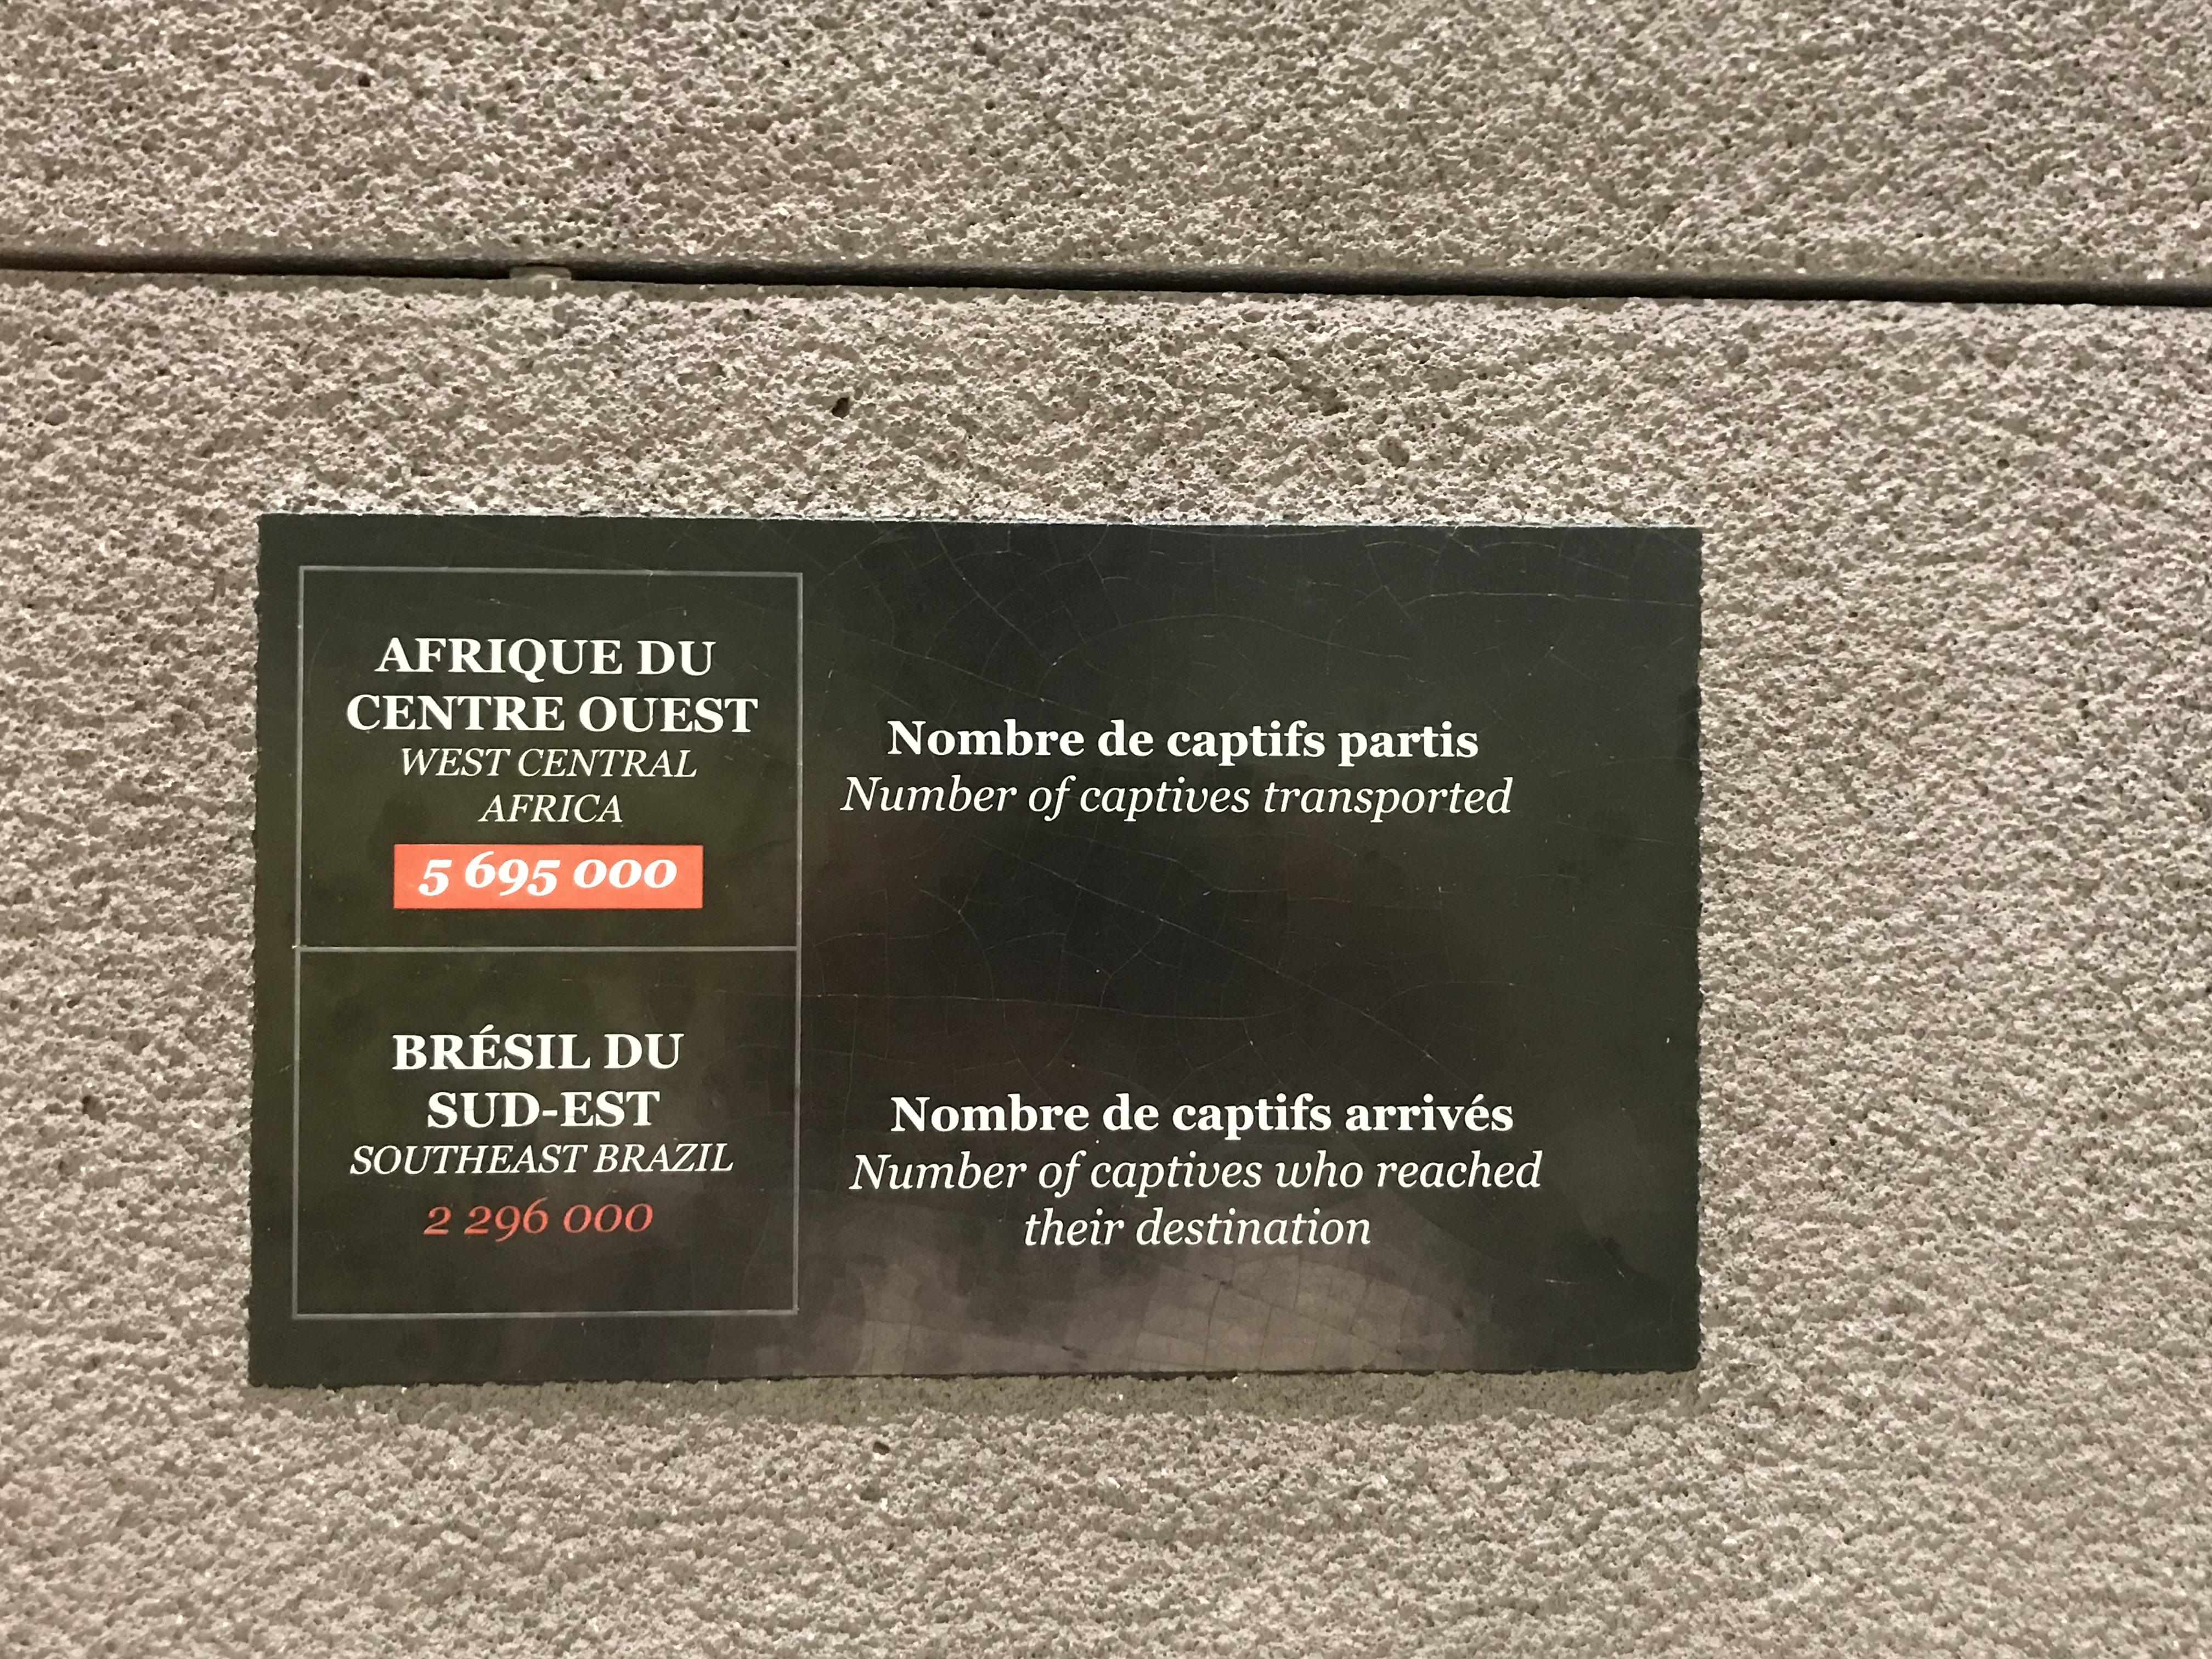 AFRIQUE DU
CENTRE OUEST
WEST CENTRAL
AFRICA
5 695 000
Nombre de captifs partis
Number of captives transported
BRÉSIL DU
SUD-EST
SOUTHEAST BRAZIL
2 296 000
Nombre de captifs arrivés
Number of captives who reached
their destination